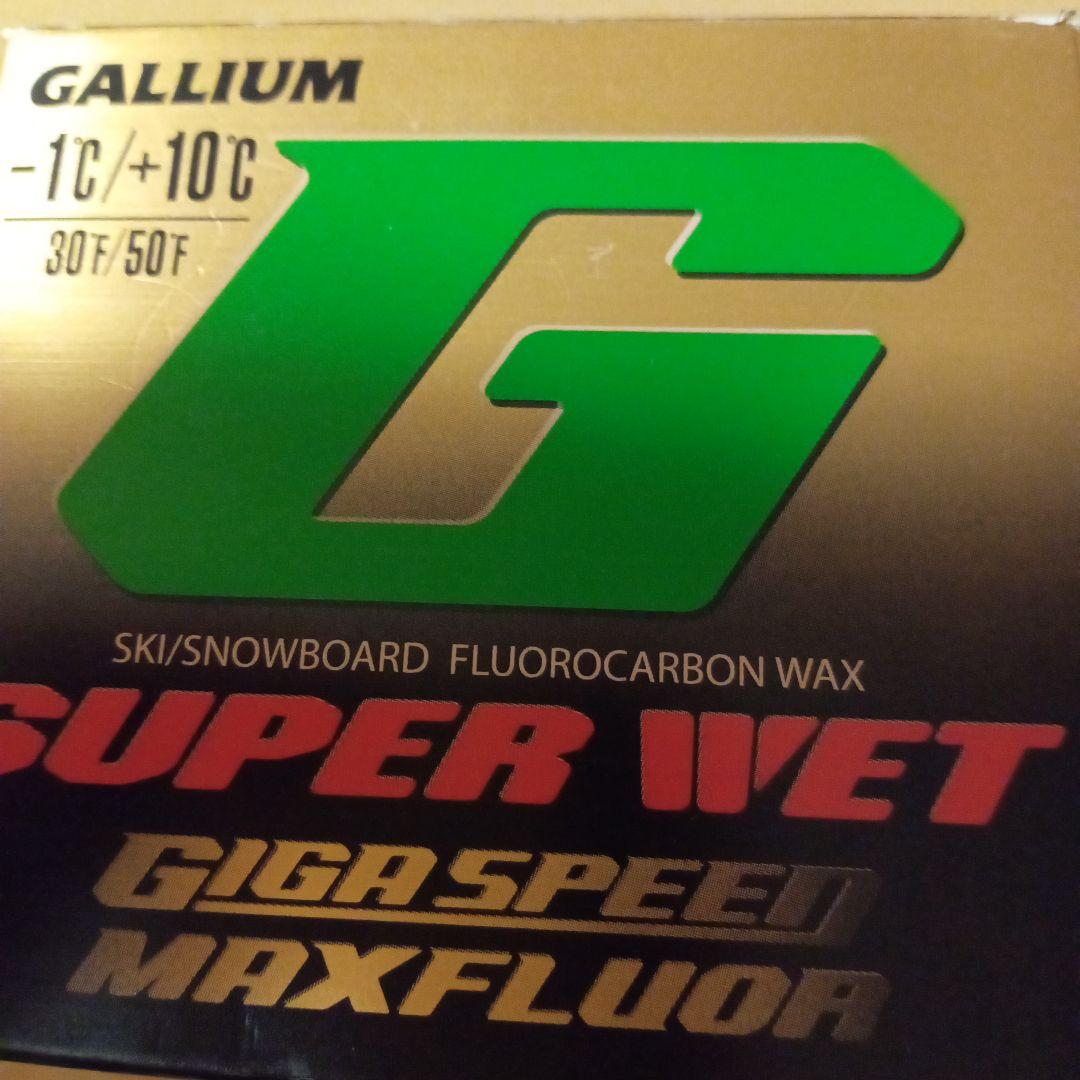 GALLIUM
-1℃/+10℃
30°F/50°F
G
SKI/SNOWBOARD FLUOROCARBON WAX
SUPER WET
GIGA SPEED
MAXFLUOR